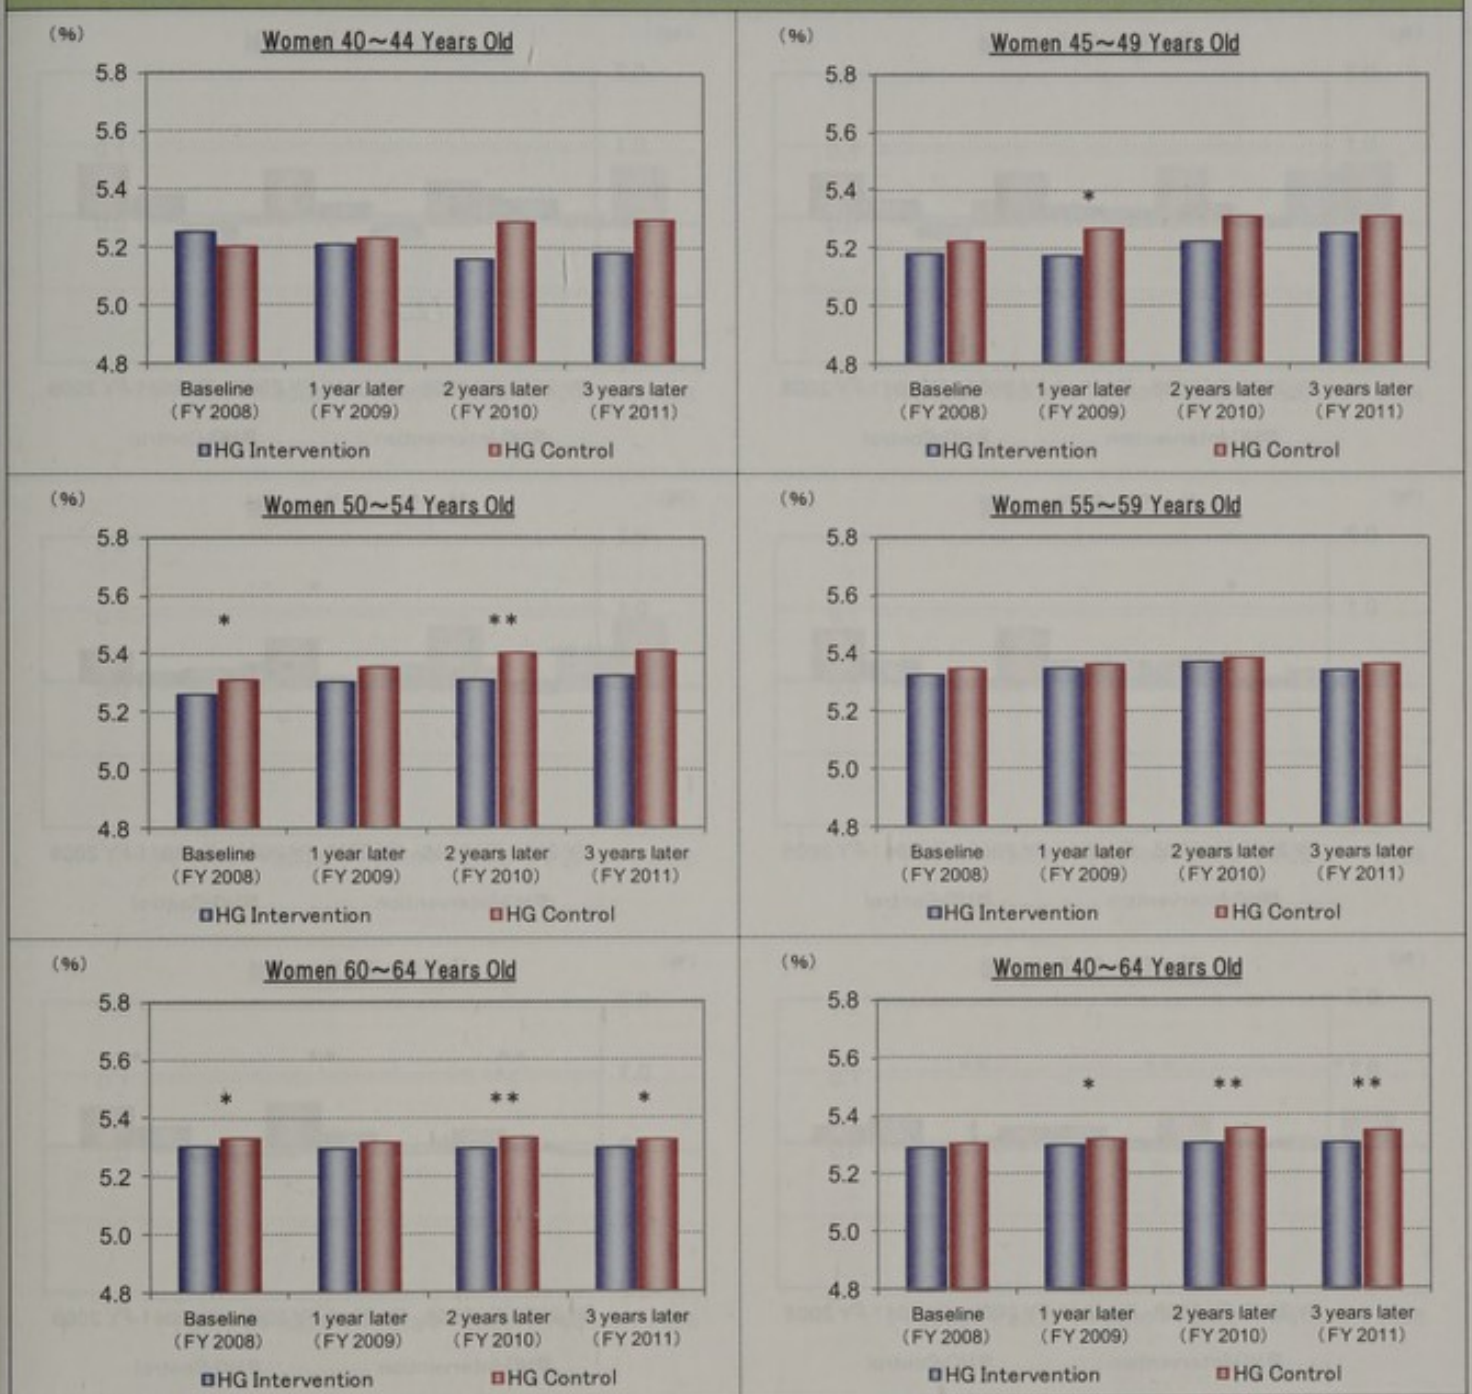 (%)
Women 40～44 Years Old
5.8
5.6
5.4
5.2
5.0
4.8
Baseline 1 year later 2 years later 3 years later
(FY 2008) (FY 2009) (FY 2010) (FY 2011)
HG Intervention HG Control
(%)
Women 45～49 Years Old
5.8
5.6
5.4
*
5.2
5.0
4.8
Baseline 1 year later 2 years later 3 years later
(FY 2008) (FY 2009) (FY 2010) (FY 2011)
HG Intervention HG Control
(%)
Women 50～54 Years Old
5.8
5.6
* **
5.4
5.2
5.0
4.8
Baseline 1 year later 2 years later 3 years later
(FY 2008) (FY 2009) (FY 2010) (FY 2011)
HG Intervention HG Control
(%)
Women 55～59 Years Old
5.8
5.6
5.4
5.2
5.0
4.8
Baseline 1 year later 2 years later 3 years later
(FY 2008) (FY 2009) (FY 2010) (FY 2011)
HG Intervention HG Control
(%)
Women 60～64 Years Old
5.8
5.6
* ** *
5.4
5.2
5.0
4.8
Baseline 1 year later 2 years later 3 years later
(FY 2008) (FY 2009) (FY 2010) (FY 2011)
HG Intervention HG Control
(%)
Women 40～64 Years Old
5.8
5.6
* ** **
5.4
5.2
5.0
4.8
Baseline 1 year later 2 years later 3 years later
(FY 2008) (FY 2009) (FY 2010) (FY 2011)
HG Intervention HG Control